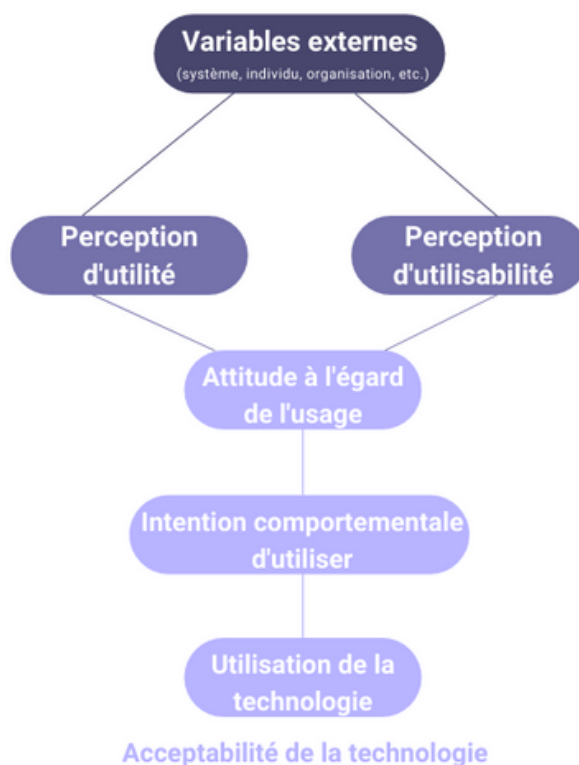 Variables externes
(système, individu, organisation, etc.)
Perception
d'utilité
Perception
d'utilisabilité
Attitude à l'égard
de l'usage
Intention comportementale
d'utiliser
Utilisation de la
technologie
Acceptabilité de la technologie